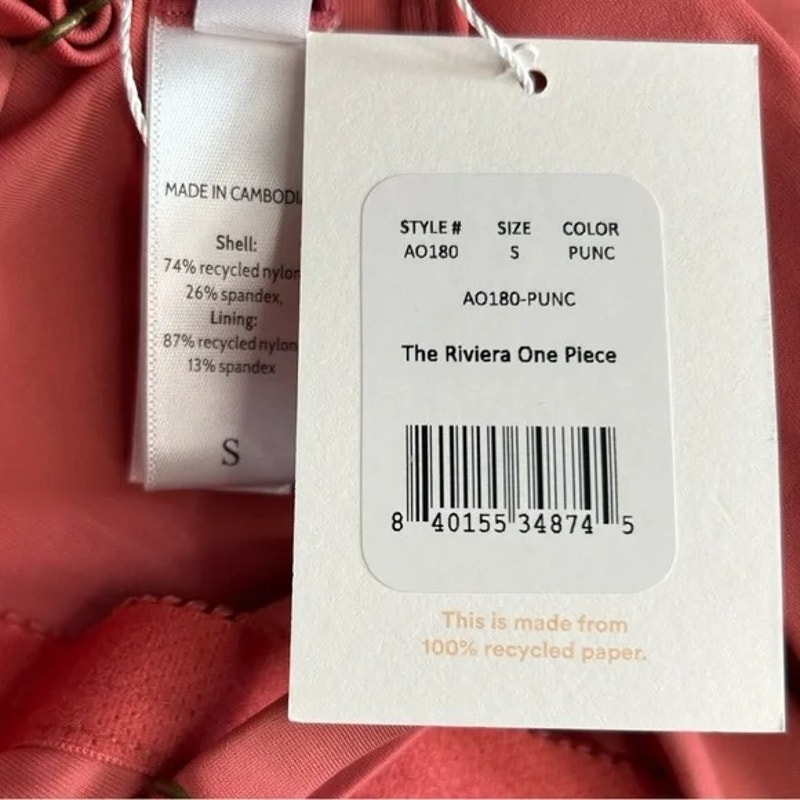 MADE IN CAMBODI
Shell:
74% recycled nylon
26% spandex,
Lining:
87% recycled nylon
13% spandex
S
STYLE # SIZE COLOR
AO180 S PUNC
AO180-PUNC
The Riviera One Piece
8 40155 34874 5
This is made from
100% recycled paper.